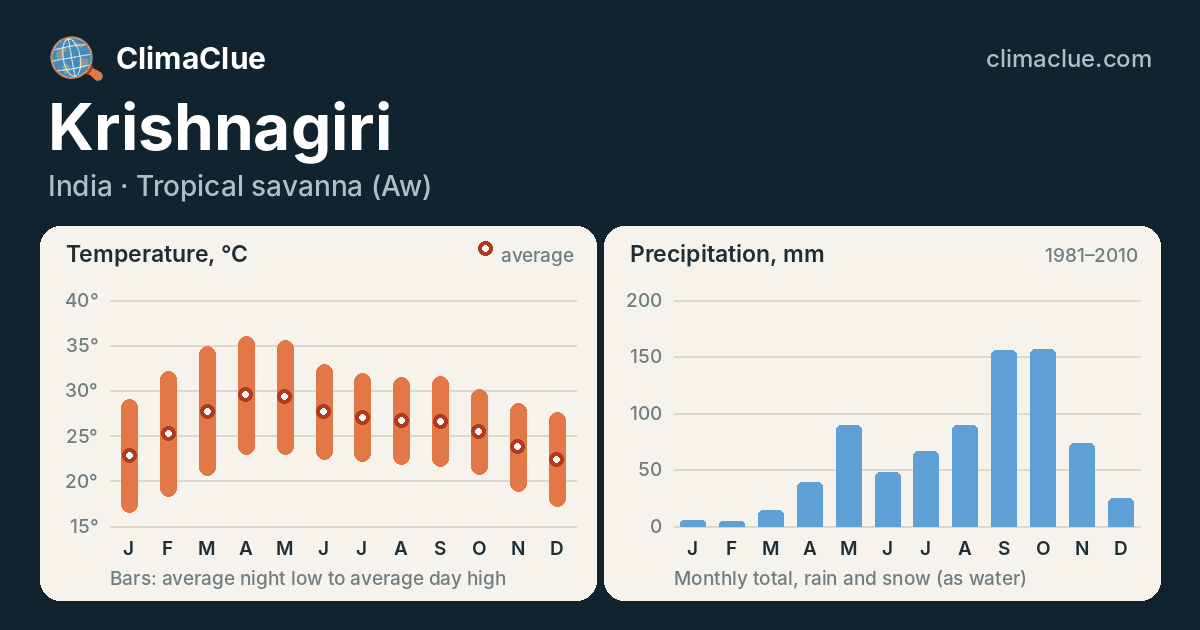 ClimaClue
climaclue.com
Krishnagiri
India · Tropical savanna (Aw)
Temperature, °C
average
40°
35°
30°
25°
20°
15°
J F M A M J J A S O N D
Bars: average night low to average day high
Precipitation, mm
1981–2010
200
150
100
50
0
J F M A M J J A S O N D
Monthly total, rain and snow (as water)